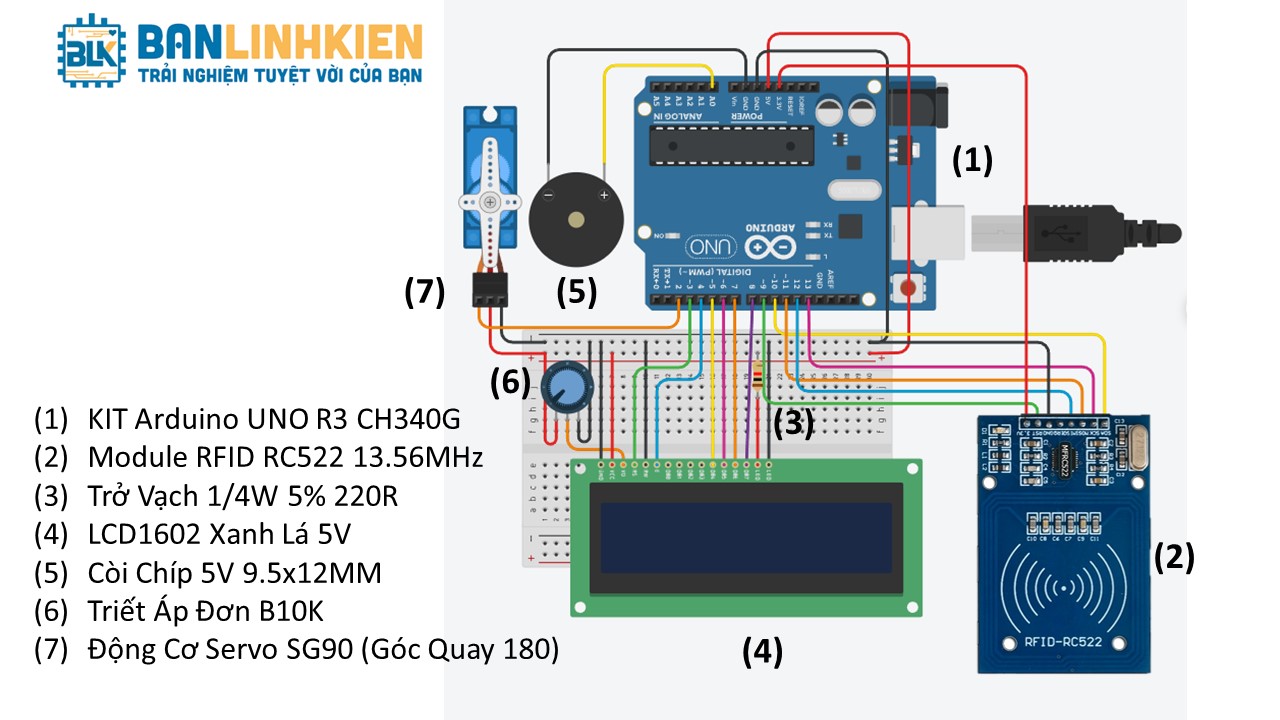 BLK BANLINHKIEN
TRẢI NGHIỆM TUYỆT VỜI CỦA BẠN
A5 A4 A3 A2 A1 A0
Vin GND GND 5V 3.3V RESET IOREF
ANALOG IN
POWER
(1)
RX
TX
L
ON
UNO
ARDUINO
DIGITAL (PWM~)
RX←0 TX→1 2 ~3 4 ~5 ~6 7 8 ~9 ~10 ~11 12 13 GND AREF
(7)
(5)
(6)
(3)
(1) KIT Arduino UNO R3 CH340G
(2) Module RFID RC522 13.56MHz
(3) Trở Vạch 1/4W 5% 220R
(4) LCD1602 Xanh Lá 5V
(5) Còi Chíp 5V 9.5x12MM
(6) Triết Áp Đơn B10K
(7) Động Cơ Servo SG90 (Góc Quay 180)
MFRC522
(2)
RFID-RC522
(4)